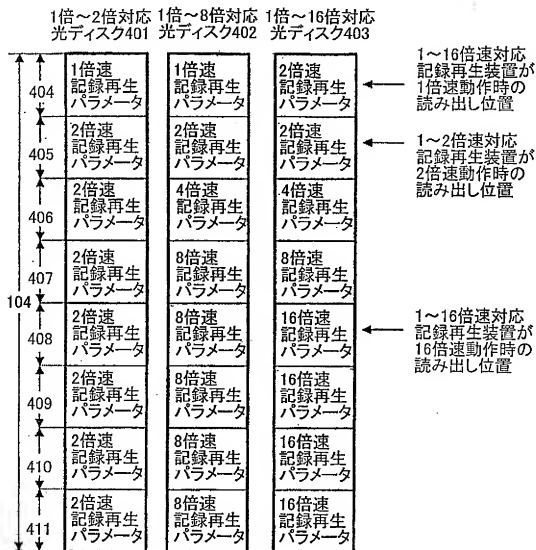 1倍～2倍対応
光ディスク401
1倍～8倍対応
光ディスク402
1倍～16倍対応
光ディスク403
104
404
1倍速
記録再生
パラメータ
1倍速
記録再生
パラメータ
2倍速
記録再生
パラメータ
1～16倍速対応
記録再生装置が
1倍速動作時の
読み出し位置
405
2倍速
記録再生
パラメータ
2倍速
記録再生
パラメータ
2倍速
記録再生
パラメータ
1～2倍速対応
記録再生装置が
2倍速動作時の
読み出し位置
406
2倍速
記録再生
パラメータ
4倍速
記録再生
パラメータ
4倍速
記録再生
パラメータ
407
2倍速
記録再生
パラメータ
8倍速
記録再生
パラメータ
8倍速
記録再生
パラメータ
408
2倍速
記録再生
パラメータ
8倍速
記録再生
パラメータ
16倍速
記録再生
パラメータ
1～16倍速対応
記録再生装置が
16倍速動作時の
読み出し位置
409
2倍速
記録再生
パラメータ
8倍速
記録再生
パラメータ
16倍速
記録再生
パラメータ
410
2倍速
記録再生
パラメータ
8倍速
記録再生
パラメータ
16倍速
記録再生
パラメータ
411
2倍速
記録再生
パラメータ
8倍速
記録再生
パラメータ
16倍速
記録再生
パラメータ